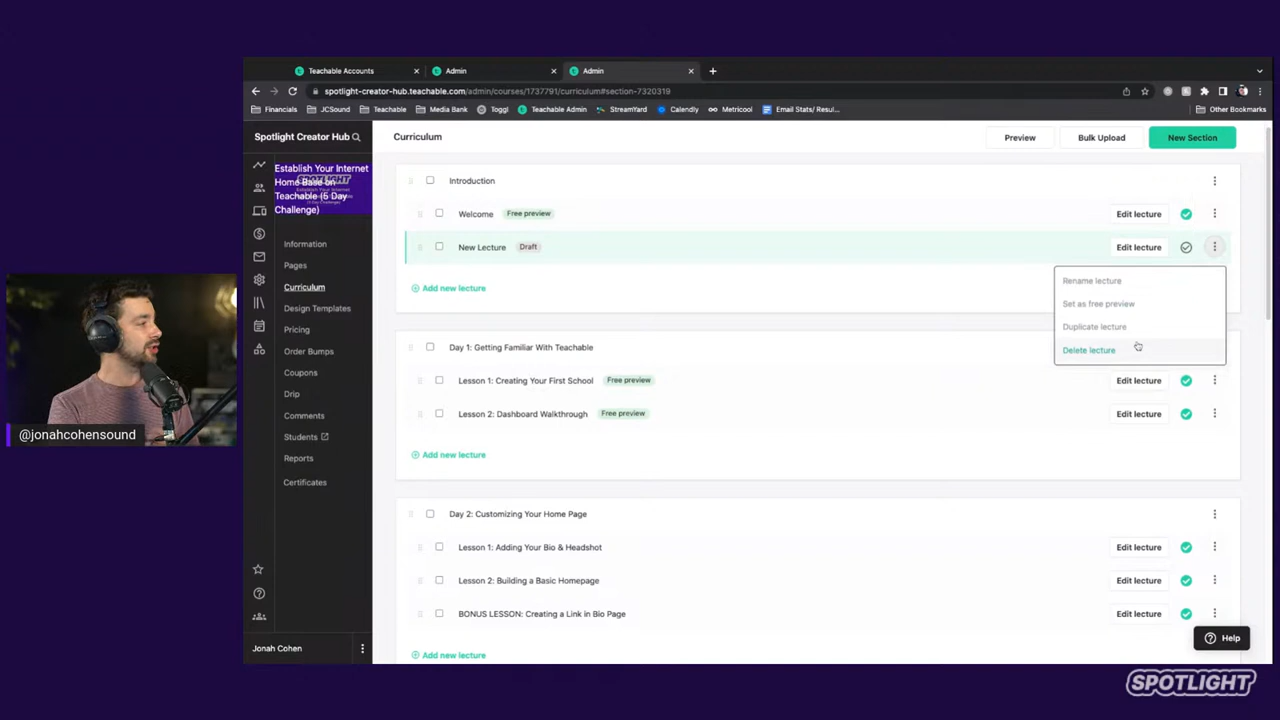 Teachable Accounts
Admin
Admin
spotlight-creator-hub.teachable.com/admin/courses/1737791/curriculum#section-7320319
Financials
JCSound
Teachable
Media Bank
Toggl
Teachable Admin
StreamYard
Calendly
Metricool
Email Stats/ Resul...
Other Bookmarks
Spotlight Creator Hub
Curriculum
Preview
Bulk Upload
New Section
Establish Your Internet
Home Base on
Teachable (5 Day
Challenge)
Information
Pages
Curriculum
Design Templates
Pricing
Order Bumps
Coupons
Drip
Comments
Students
Reports
Certificates
Jonah Cohen
Introduction
Welcome Free preview Edit lecture
New Lecture Draft Edit lecture
Add new lecture
Rename lecture
Set as free preview
Duplicate lecture
Delete lecture
Day 1: Getting Familiar With Teachable
Lesson 1: Creating Your First School Free preview Edit lecture
Lesson 2: Dashboard Walkthrough Free preview Edit lecture
Add new lecture
Day 2: Customizing Your Home Page
Lesson 1: Adding Your Bio & Headshot Edit lecture
Lesson 2: Building a Basic Homepage Edit lecture
BONUS LESSON: Creating a Link in Bio Page Edit lecture
Add new lecture
Help
@jonahcohensound
SPOTLIGHT